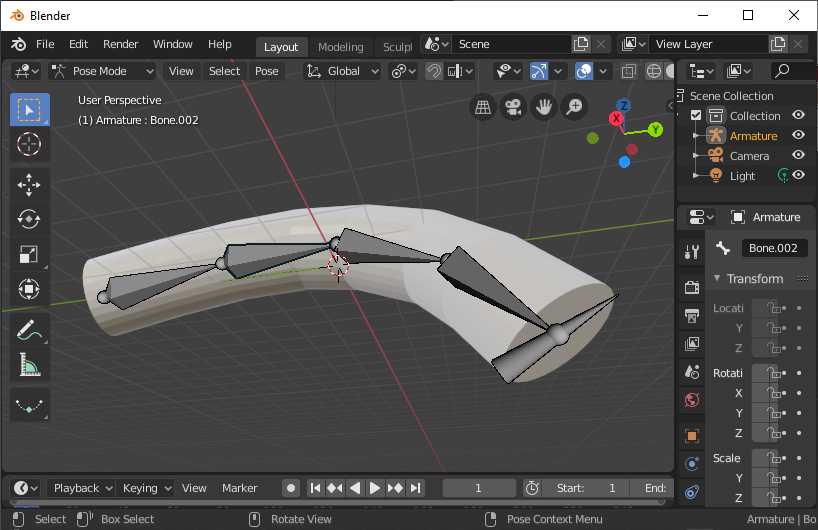 Blender
File Edit Render Window Help Layout Modeling Sculpt Scene View Layer
Pose Mode View Select Pose Global
User Perspective
(1) Armature : Bone.002
Z
X
Y
Scene Collection
Collection
Armature
Camera
Light
Armature
Bone.002
Transform
Locati
Y
Z
Rotati
X
Y
Z
Scale
Y
Z
Playback Keying View Marker 1 Start: 1 End:
Select Box Select Rotate View Pose Context Menu Armature | Bo